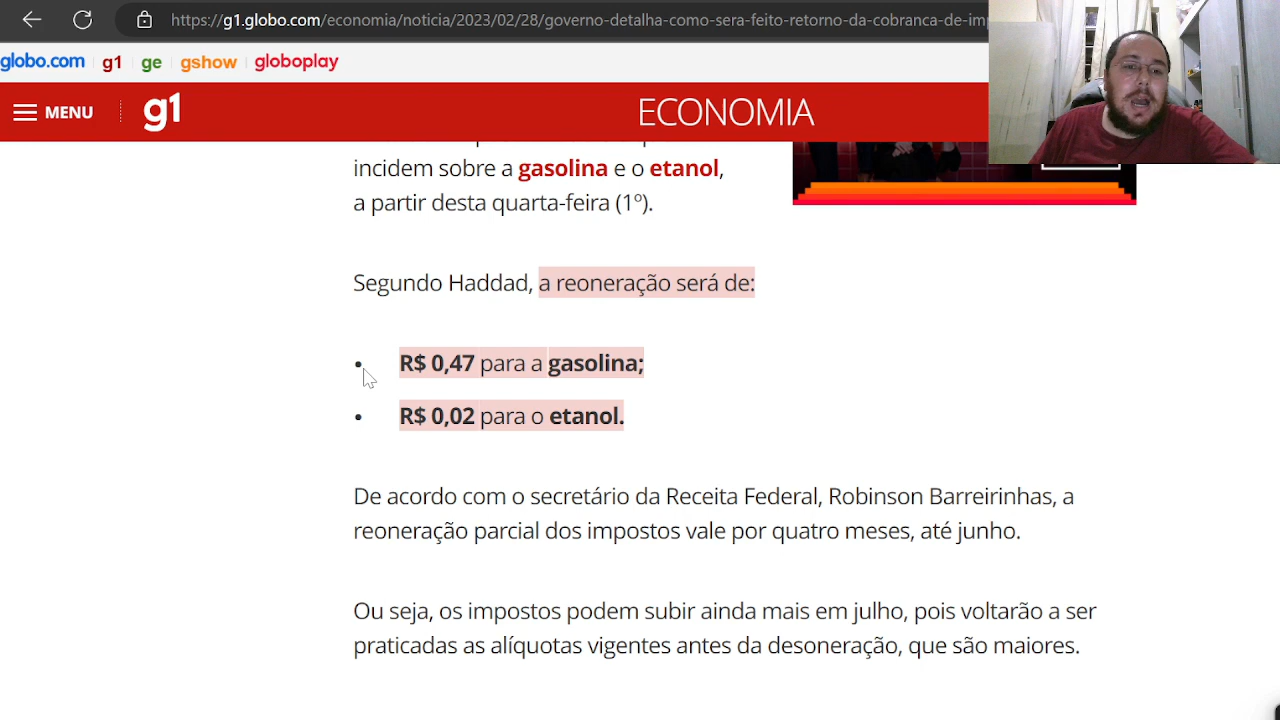 https://g1.globo.com/economia/noticia/2023/02/28/governo-detalha-como-sera-feito-retorno-da-cobranca-de-im
globo.com g1 ge gshow globoplay
MENU g1 ECONOMIA
incidem sobre a gasolina e o etanol,
a partir desta quarta-feira (1º).
Segundo Haddad, a reoneração será de:
• R$ 0,47 para a gasolina;
• R$ 0,02 para o etanol.
De acordo com o secretário da Receita Federal, Robinson Barreirinhas, a
reoneração parcial dos impostos vale por quatro meses, até junho.
Ou seja, os impostos podem subir ainda mais em julho, pois voltarão a ser
praticadas as alíquotas vigentes antes da desoneração, que são maiores.